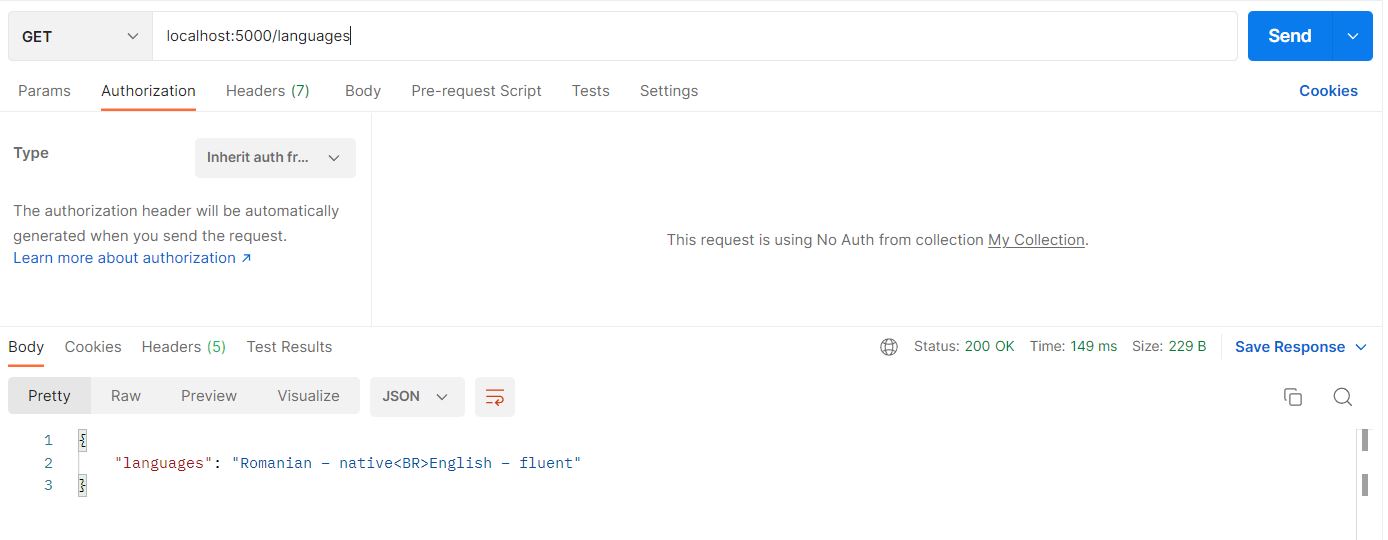 GET localhost:5000/languages Send
Params Authorization Headers (7) Body Pre-request Script Tests Settings Cookies
Type Inherit auth fr...
The authorization header will be automatically
generated when you send the request.
Learn more about authorization ↗
This request is using No Auth from collection My Collection.
Body Cookies Headers (5) Test Results Status: 200 OK Time: 149 ms Size: 229 B Save Response
Pretty Raw Preview Visualize JSON
1 {
2 "languages": "Romanian - native<BR>English - fluent"
3 }